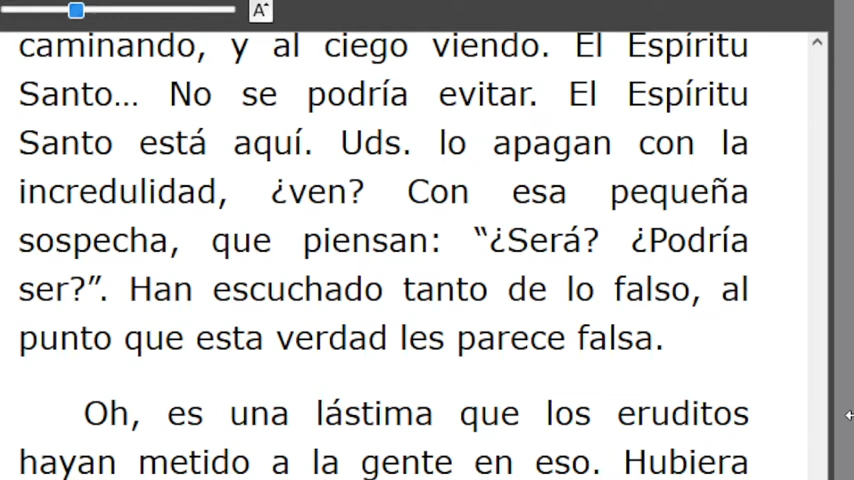 A
caminando, y al ciego viendo. El Espíritu
Santo… No se podría evitar. El Espíritu
Santo está aquí. Uds. lo apagan con la
incredulidad, ¿ven? Con esa pequeña
sospecha, que piensan: “¿Será? ¿Podría
ser?”. Han escuchado tanto de lo falso, al
punto que esta verdad les parece falsa.
Oh, es una lástima que los eruditos
hayan metido a la gente en eso. Hubiera